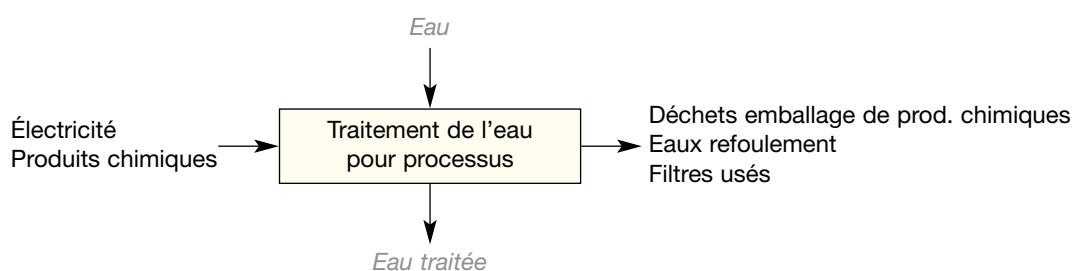 Eau
Électricité
Produits chimiques
Traitement de l'eau
pour processus
Déchets emballage de prod. chimiques
Eaux refoulement
Filtres usés
Eau traitée